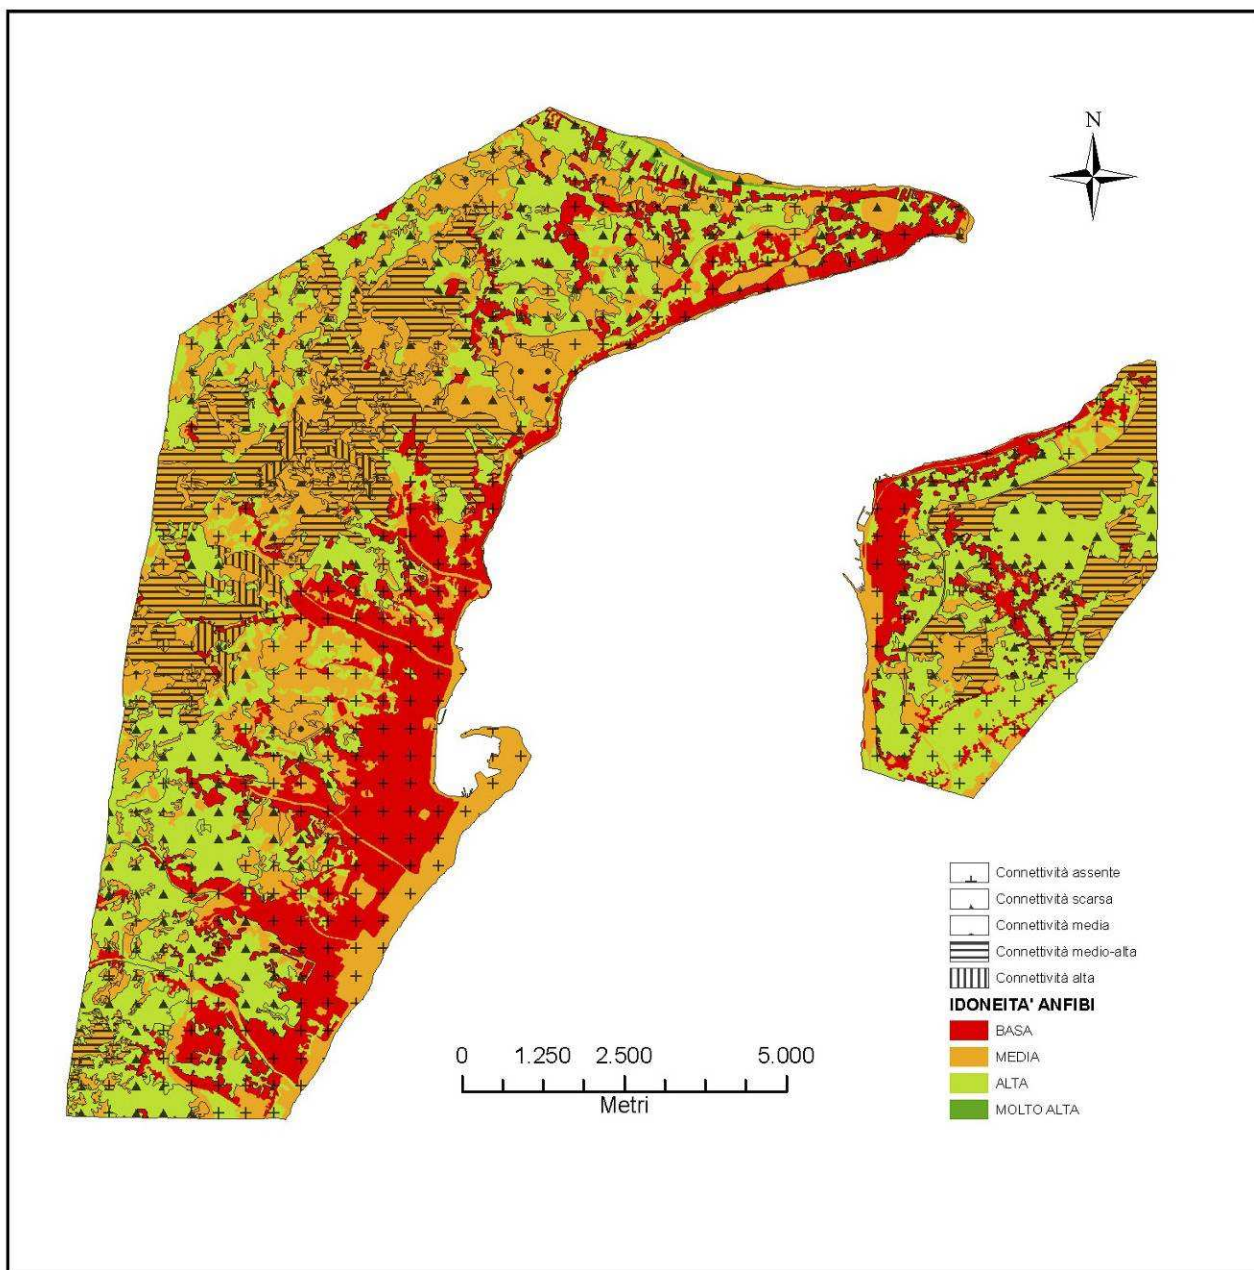 N
Connettività assente
Connettività scarsa
Connettività media
Connettività medio-alta
Connettività alta
IDONEITA' ANFIBI
BASA
MEDIA
ALTA
MOLTO ALTA
0 1.250 2.500 5.000
Metri